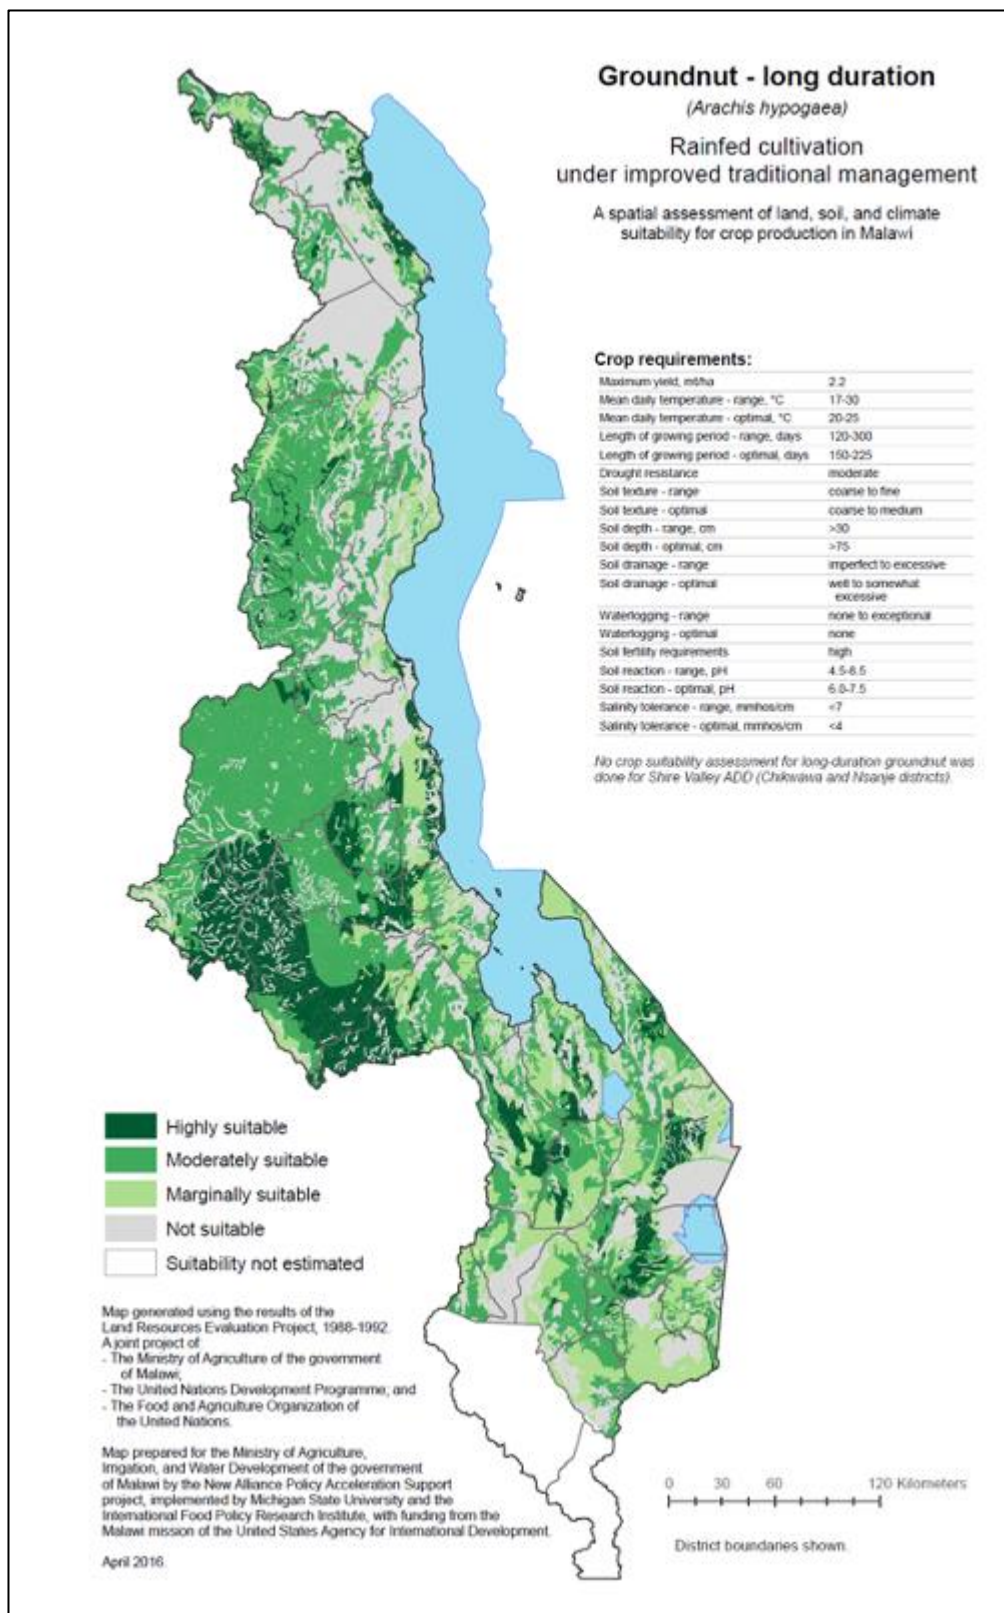 Groundnut - long duration
(Arachis hypogaea)
Rainfed cultivation
under improved traditional management
A spatial assessment of land, soil, and climate
suitability for crop production in Malawi
Crop requirements:
Maximum yield, mt/ha 2.2
Mean daily temperature - range, °C 17-30
Mean daily temperature - optimal, °C 20-25
Length of growing period - range, days 120-300
Length of growing period - optimal, days 150-225
Drought resistance moderate
Soil texture - range coarse to fine
Soil texture - optimal coarse to medium
Soil depth - range, cm >30
Soil depth - optimal, cm >75
Soil drainage - range imperfect to excessive
Soil drainage - optimal well to somewhat
excessive
Waterlogging - range none to exceptional
Waterlogging - optimal none
Soil fertility requirements high
Soil reaction - range, pH 4.5-8.5
Soil reaction - optimal, pH 6.0-7.5
Salinity tolerance - range, mmhos/cm <7
Salinity tolerance - optimal, mmhos/cm <4
No crop suitability assessment for long-duration groundnut was
done for Shire Valley ADD (Chikwawa and Nsanje districts).
Highly suitable
Moderately suitable
Marginally suitable
Not suitable
Suitability not estimated
Map generated using the results of the
Land Resources Evaluation Project, 1988-1992.
A joint project of:
- The Ministry of Agriculture of the government
of Malawi;
- The United Nations Development Programme; and
- The Food and Agriculture Organization of
the United Nations.
Map prepared for the Ministry of Agriculture,
Irrigation, and Water Development of the government
of Malawi by the New Alliance Policy Acceleration Support
project, implemented by Michigan State University and the
International Food Policy Research Institute, with funding from the
Malawi mission of the United States Agency for International Development.
April 2016.
0 30 60 120 Kilometers
District boundaries shown.